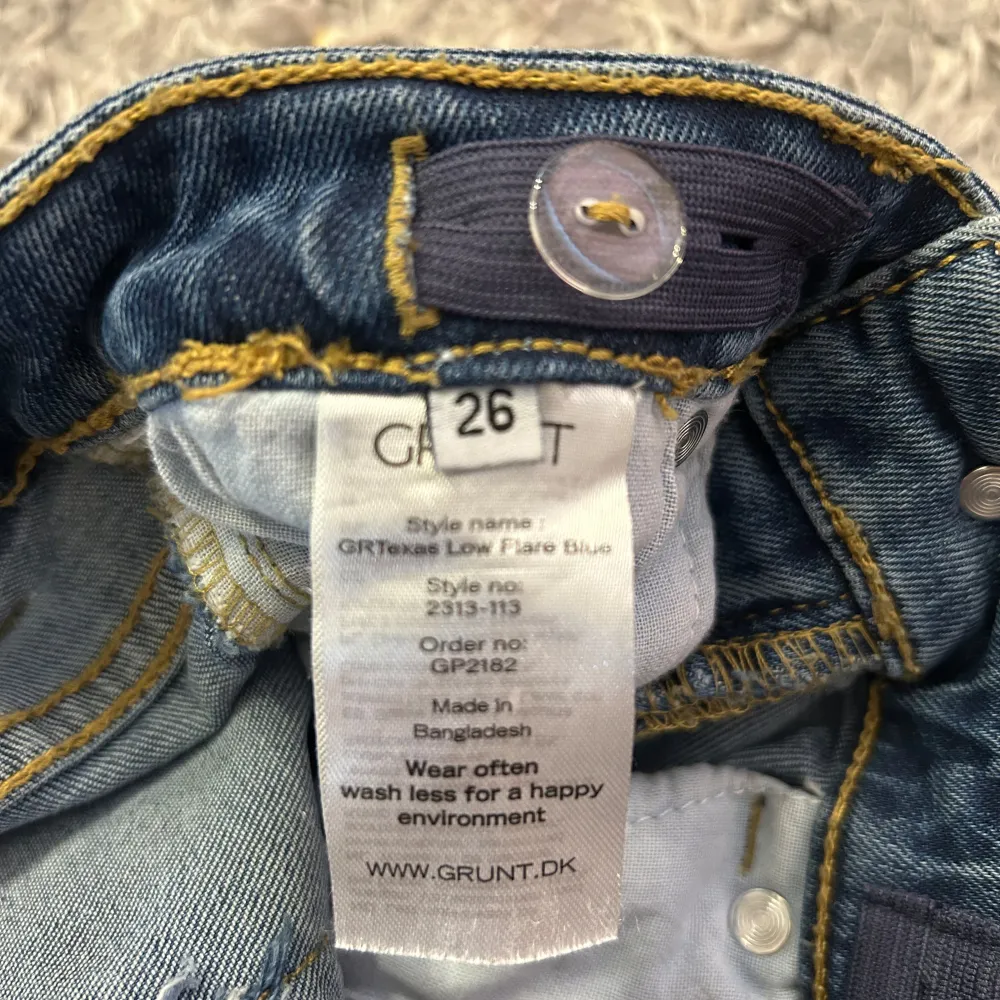 26
GRUNT
Style name :
GRTexas Low Flare Blue
Style no:
2313-113
Order no:
GP2182
Made in
Bangladesh
Wear often
wash less for a happy
environment
WWW.GRUNT.DK